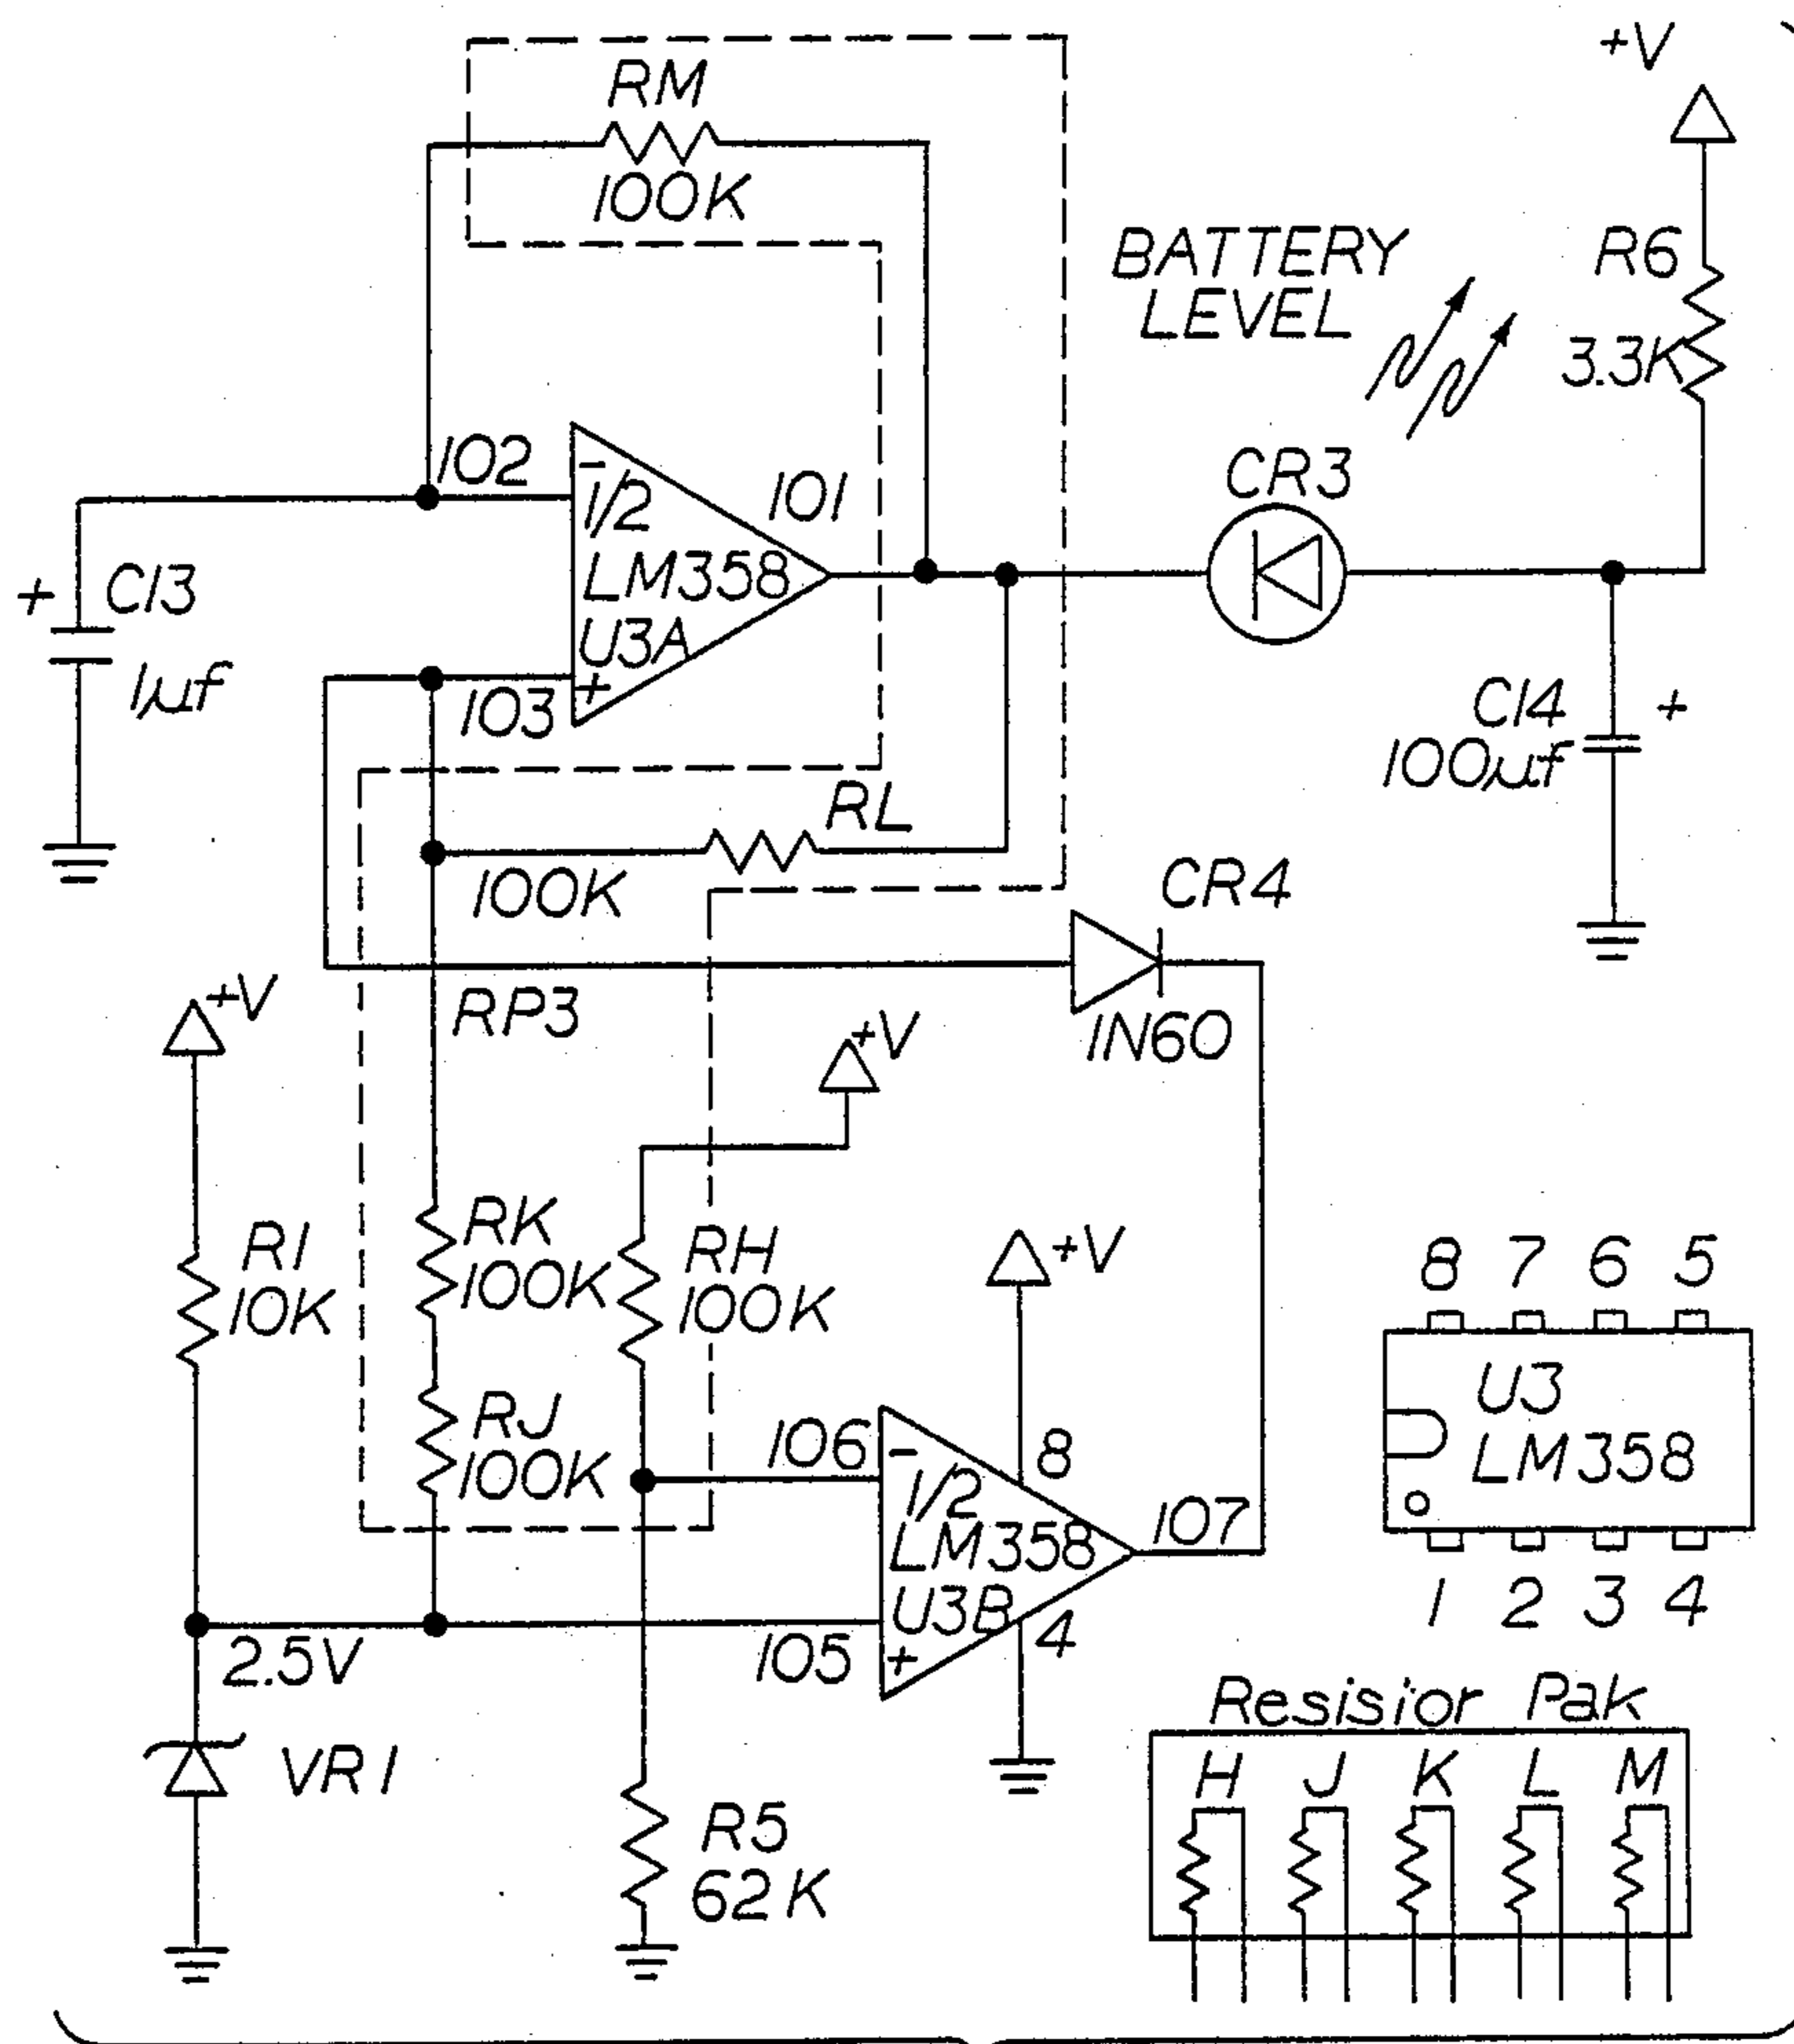 +V
RM
100K
BATTERY
LEVEL
R6
3.3K
102
-
1/2
LM358
U3A
+
101
CR3
+
C13
1µf
103
C14
+
100µf
RL
100K
CR4
1N60
+V
RP3
+V
R1
10K
RK
100K
RH
100K
+V
RJ
100K
106
-
1/2
LM358
U3B
+
8
107
4
105
2.5V
VR1
R5
62K
8 7 6 5
U3
LM358
1 2 3 4
Resisior Pak
H J K L M